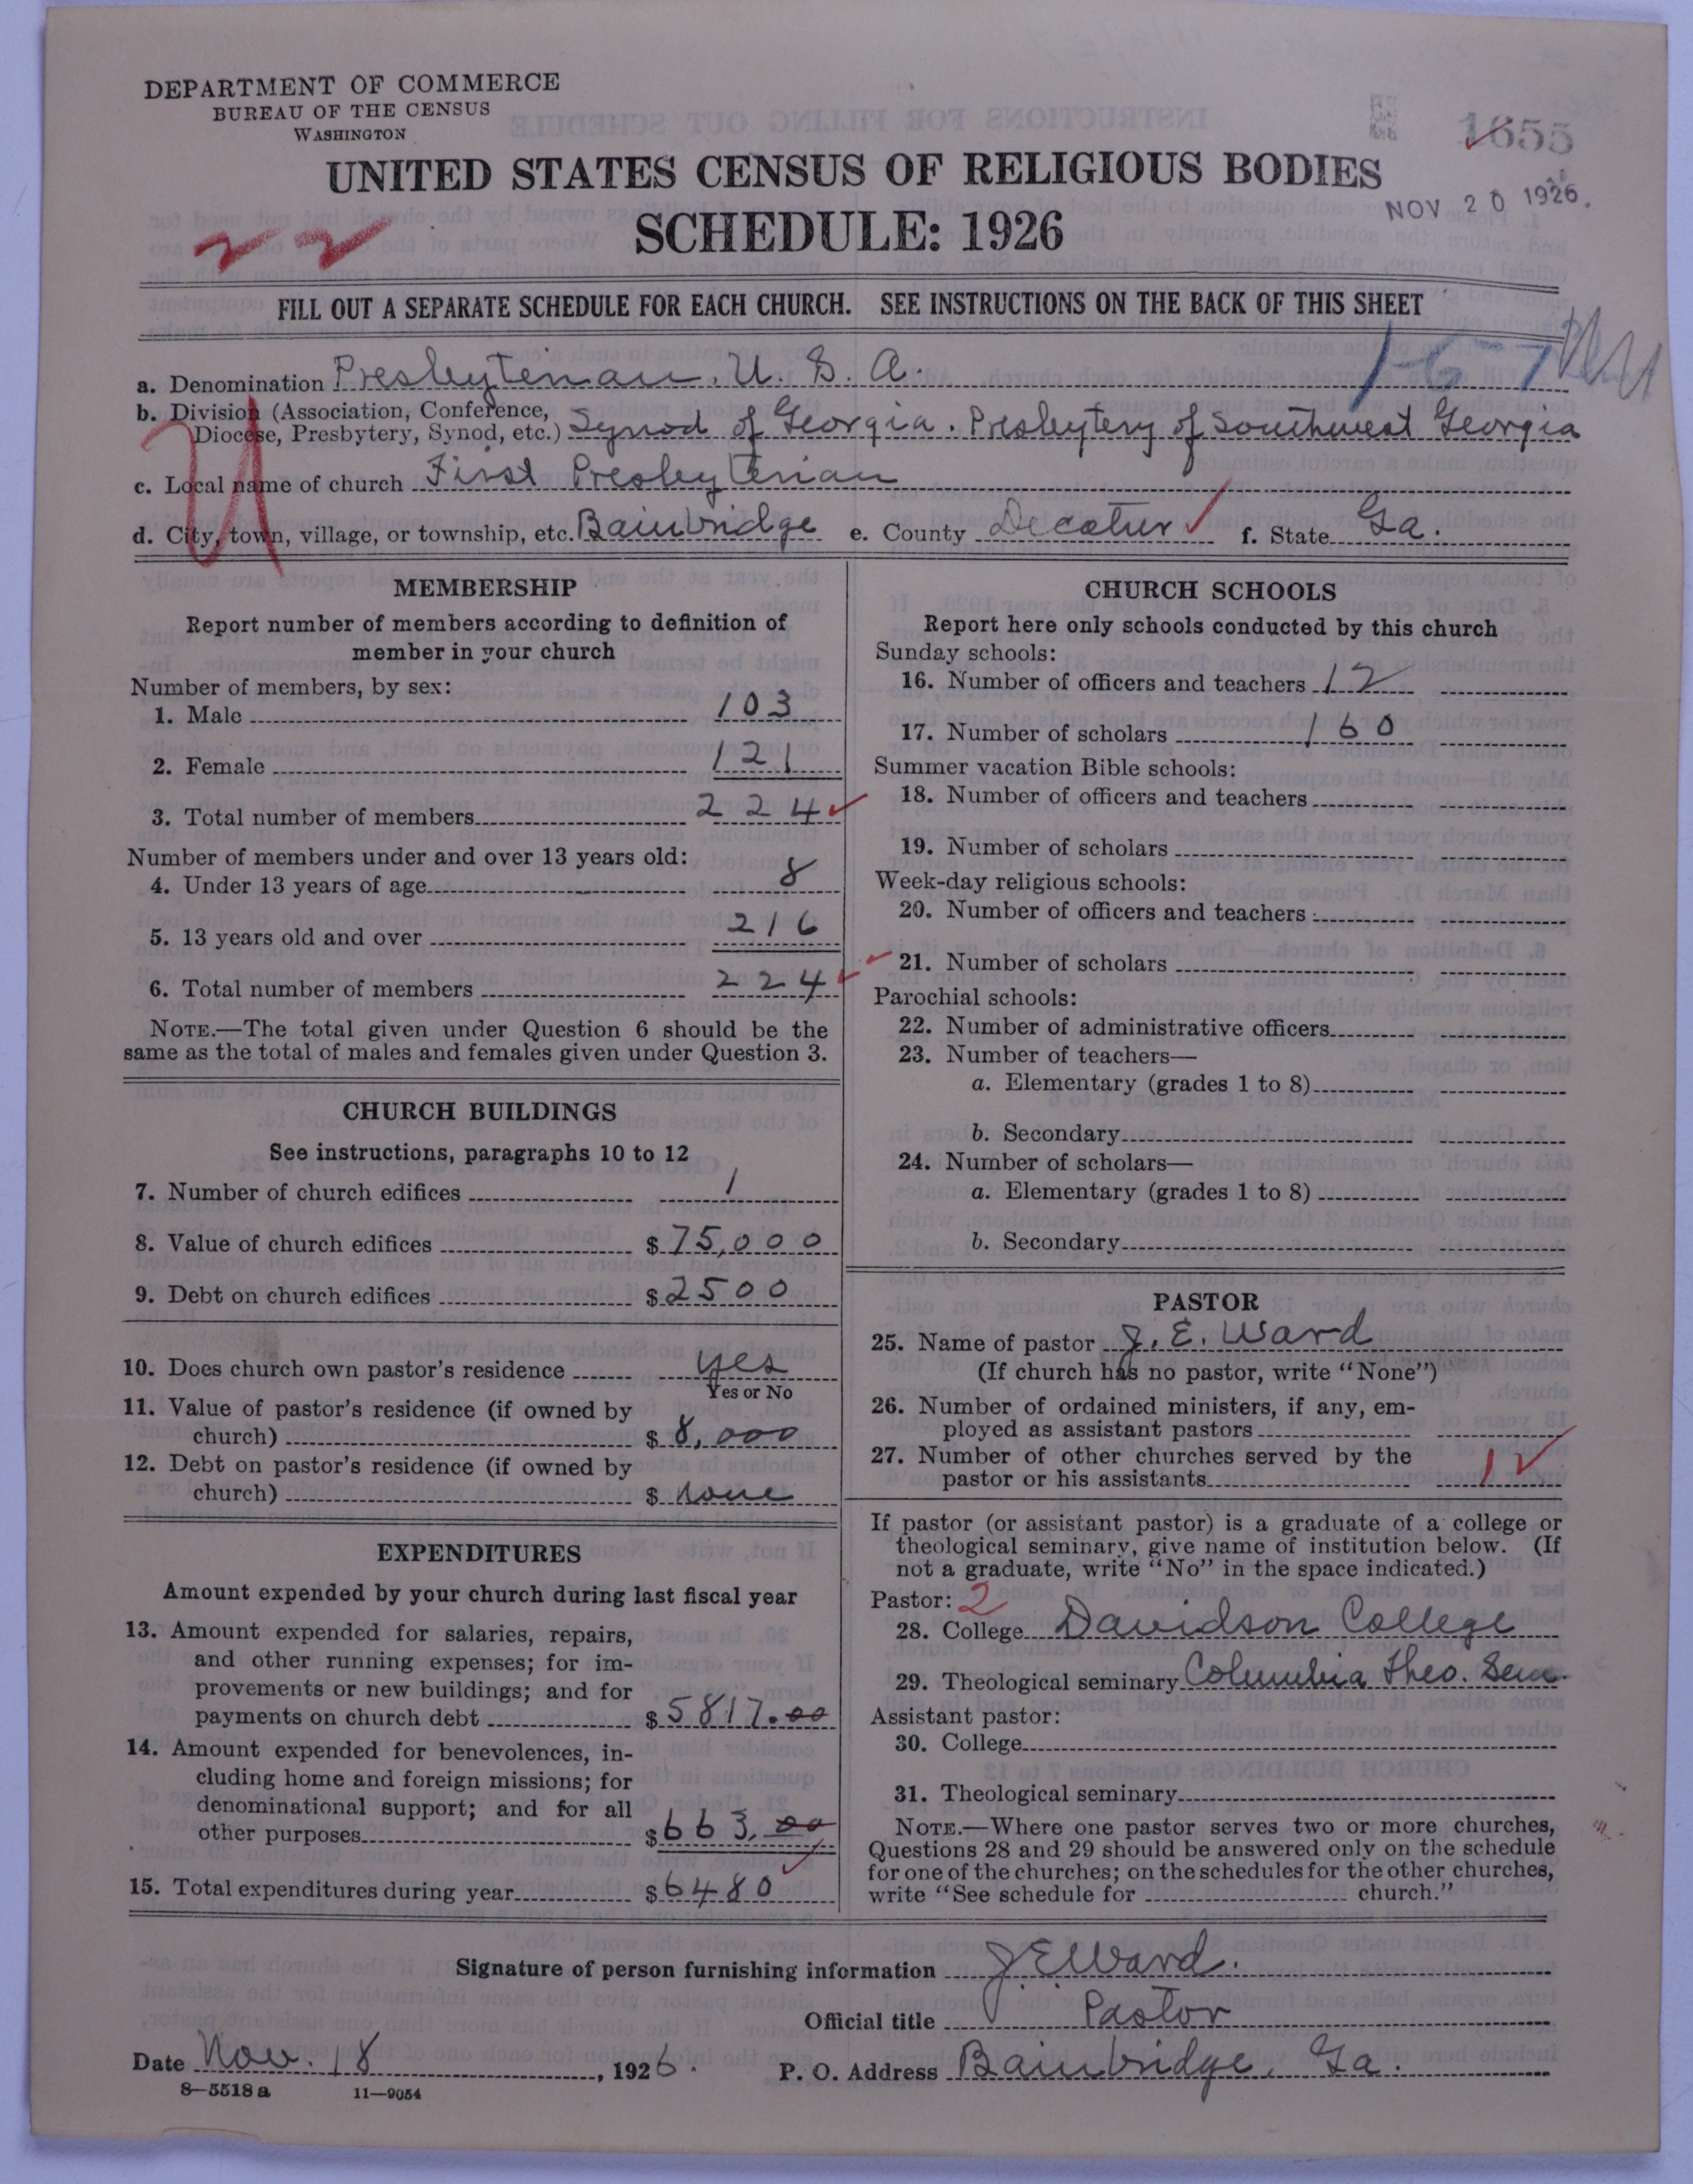 DEPARTMENT OF COMMERCE
BUREAU OF THE CENSUS
WASHINGTON
1655
UNITED STATES CENSUS OF RELIGIOUS BODIES
NOV 20 1926.
SCHEDULE: 1926
FILL OUT A SEPARATE SCHEDULE FOR EACH CHURCH. SEE INSTRUCTIONS ON THE BACK OF THIS SHEET
a. Denomination Presbyterian. U. S. A.
b. Division (Association, Conference,
Diocese, Presbytery, Synod, etc.) Synod of Georgia. Presbytery of Southwest Georgia
c. Local name of church First Presbyterian
d. City, town, village, or township, etc. Bainbridge e. County Decatur f. State Ga.
MEMBERSHIP
Report number of members according to definition of
member in your church
Number of members, by sex:
1. Male 103
2. Female 121
3. Total number of members 224
Number of members under and over 13 years old:
4. Under 13 years of age 8
5. 13 years old and over 216
6. Total number of members 224
NOTE.—The total given under Question 6 should be the
same as the total of males and females given under Question 3.
CHURCH BUILDINGS
See instructions, paragraphs 10 to 12
7. Number of church edifices 1
8. Value of church edifices $ 75,000
9. Debt on church edifices $ 2500
10. Does church own pastor's residence yes
Yes or No
11. Value of pastor's residence (if owned by
church) $ 8,000
12. Debt on pastor's residence (if owned by
church) $ none
EXPENDITURES
Amount expended by your church during last fiscal year
13. Amount expended for salaries, repairs,
and other running expenses; for im-
provements or new buildings; and for
payments on church debt $ 5817.00
14. Amount expended for benevolences, in-
cluding home and foreign missions; for
denominational support; and for all
other purposes $ 663.00
15. Total expenditures during year $ 6480
CHURCH SCHOOLS
Report here only schools conducted by this church
Sunday schools:
16. Number of officers and teachers 12
17. Number of scholars 160
Summer vacation Bible schools:
18. Number of officers and teachers
19. Number of scholars
Week-day religious schools:
20. Number of officers and teachers
21. Number of scholars
Parochial schools:
22. Number of administrative officers
23. Number of teachers—
a. Elementary (grades 1 to 8)
b. Secondary
24. Number of scholars—
a. Elementary (grades 1 to 8)
b. Secondary
PASTOR
25. Name of pastor J. E. Ward
(If church has no pastor, write "None")
26. Number of ordained ministers, if any, em-
ployed as assistant pastors
27. Number of other churches served by the
pastor or his assistants 1
If pastor (or assistant pastor) is a graduate of a college or
theological seminary, give name of institution below. (If
not a graduate, write "No" in the space indicated.)
Pastor: 2
28. College Davidson College
29. Theological seminary Columbia Theo. Sem.
Assistant pastor:
30. College
31. Theological seminary
NOTE.—Where one pastor serves two or more churches,
Questions 28 and 29 should be answered only on the schedule
for one of the churches; on the schedules for the other churches,
write "See schedule for church."
Signature of person furnishing information J. E. Ward.
Official title Pastor
Date Nov. 18, 1926. P. O. Address Bainbridge, Ga.
8—5518 a 11—9054